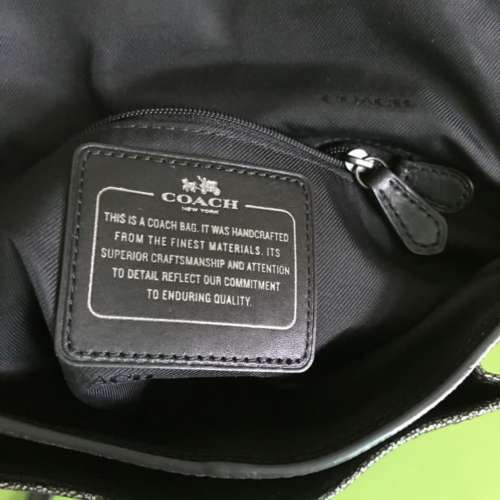 COACH
COACH
NEW YORK
THIS IS A COACH BAG. IT WAS HANDCRAFTED
FROM THE FINEST MATERIALS. ITS
SUPERIOR CRAFTSMANSHIP AND ATTENTION
TO DETAIL REFLECT OUR COMMITMENT
TO ENDURING QUALITY.
COACH